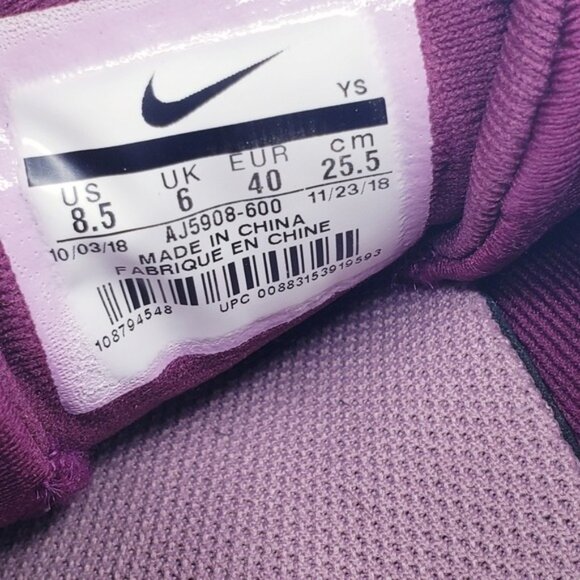 YS
US UK EUR cm
8.5 6 40 25.5
10/03/18 AJ5908-600 11/23/18
MADE IN CHINA
FABRIQUE EN CHINE
108794548 UPC 00883153919593